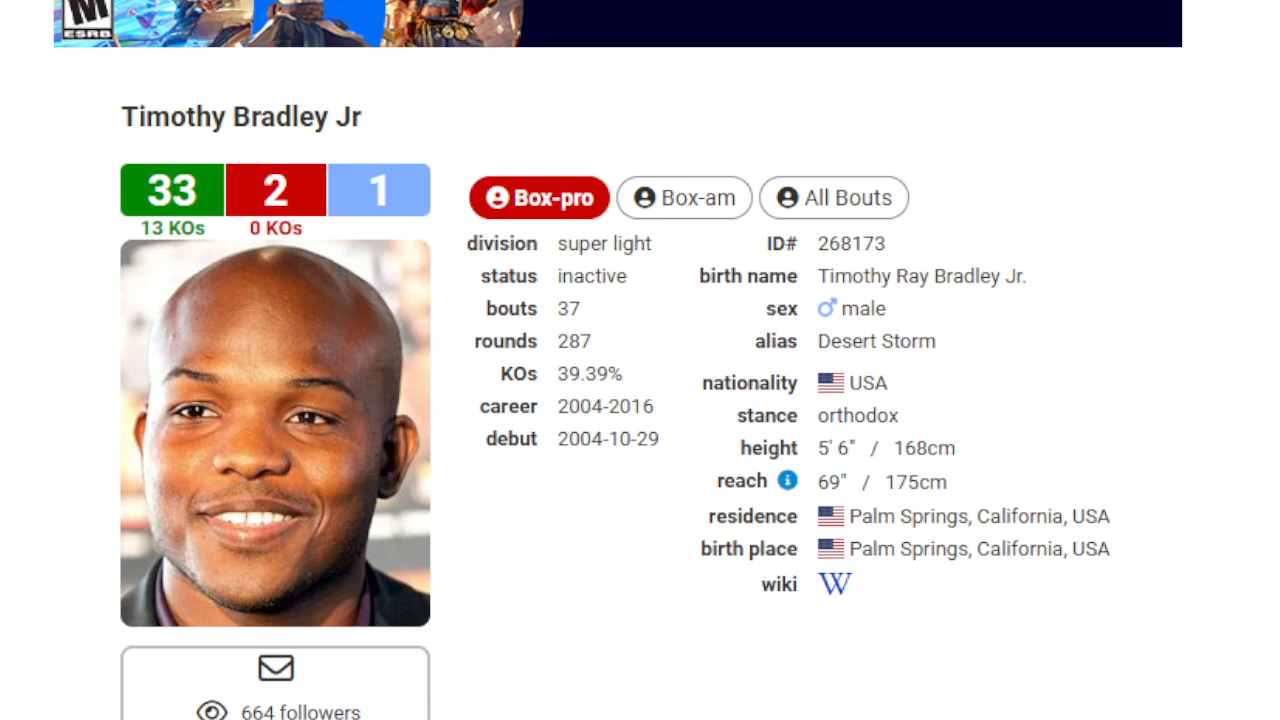 M
ESRB
Timothy Bradley Jr
33 2 1
13 KOs 0 KOs
Box-pro Box-am All Bouts
division super light ID# 268173
status inactive birth name Timothy Ray Bradley Jr.
bouts 37 sex male
rounds 287 alias Desert Storm
KOs 39.39%
nationality USA
career 2004-2016
stance orthodox
debut 2004-10-29
height 5' 6" / 168cm
reach i 69" / 175cm
residence Palm Springs, California, USA
birth place Palm Springs, California, USA
wiki W
664 followers